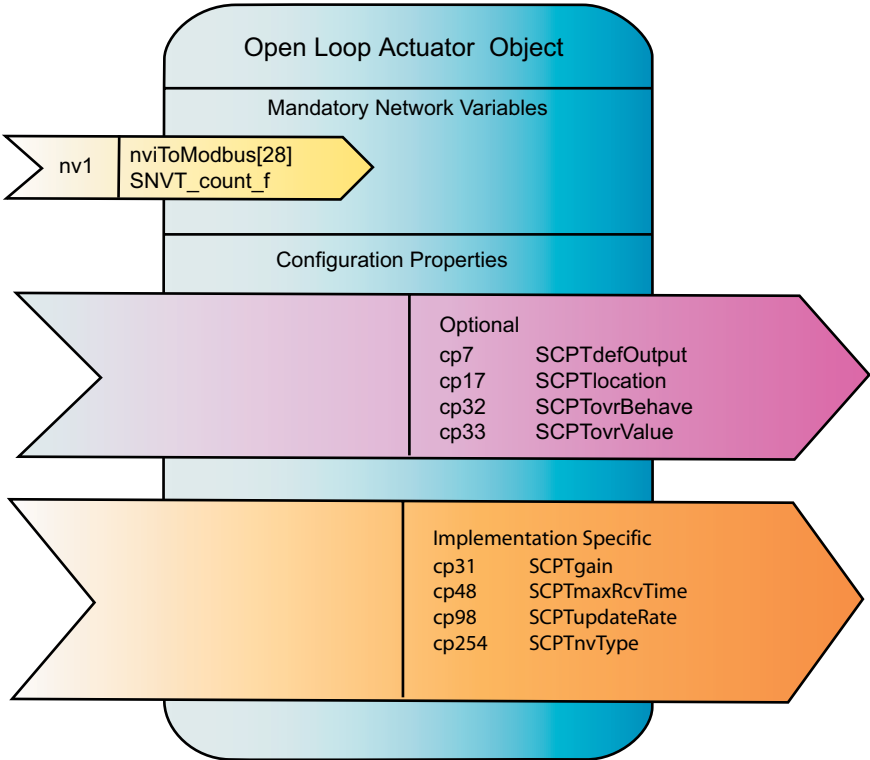 Open Loop Actuator Object
Mandatory Network Variables
nv1
nviToModbus[28]
SNVT_count_f
Configuration Properties
Optional
cp7 SCPTdefOutput
cp17 SCPTlocation
cp32 SCPTovrBehave
cp33 SCPTovrValue
Implementation Specific
cp31 SCPTgain
cp48 SCPTmaxRcvTime
cp98 SCPTupdateRate
cp254 SCPTnvType